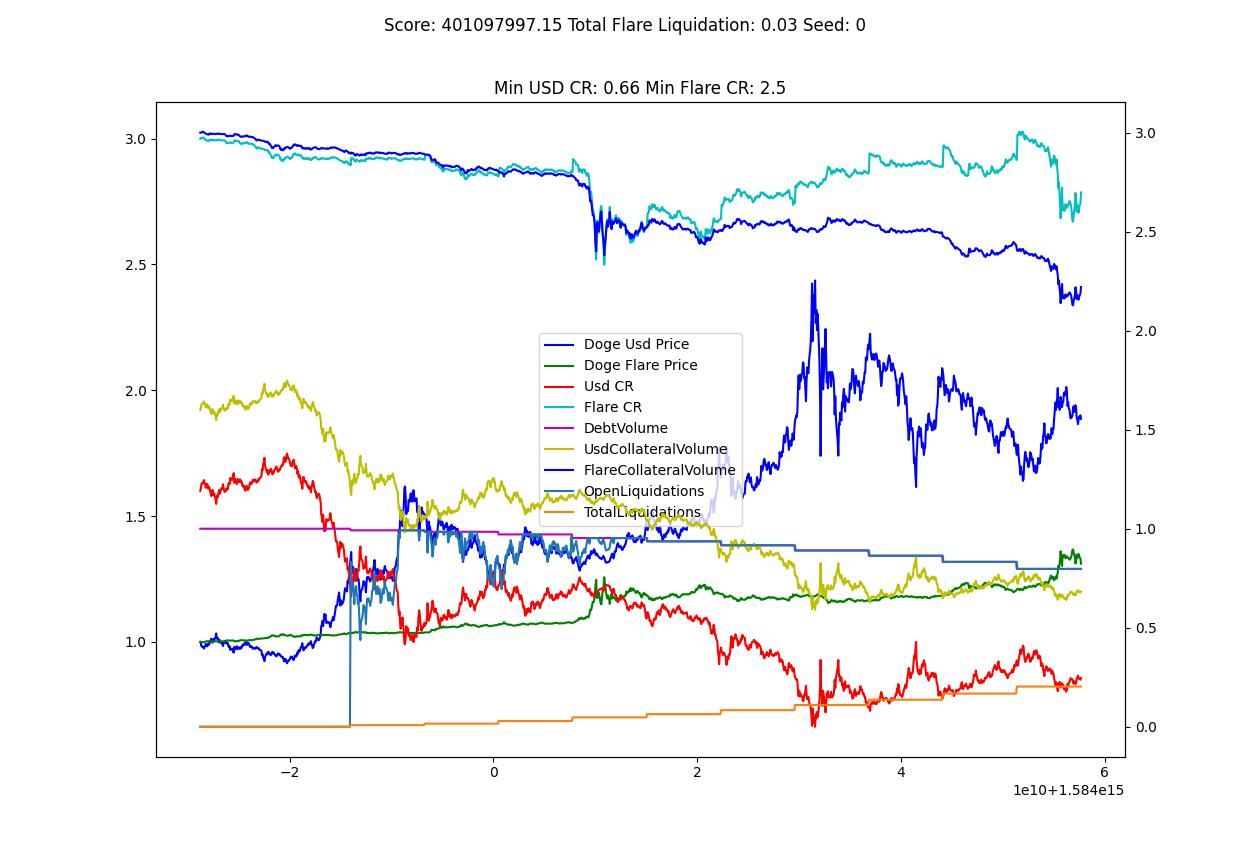 Score: 401097997.15 Total Flare Liquidation: 0.03 Seed: 0
Min USD CR: 0.66 Min Flare CR: 2.5
3.0
2.5
2.0
1.5
1.0
3.0
2.5
2.0
1.5
1.0
0.5
0.0
Doge Usd Price
Doge Flare Price
Usd CR
Flare CR
DebtVolume
UsdCollateralVolume
FlareCollateralVolume
OpenLiquidations
TotalLiquidations
−2 0 2 4 6
1e10+1.584e15